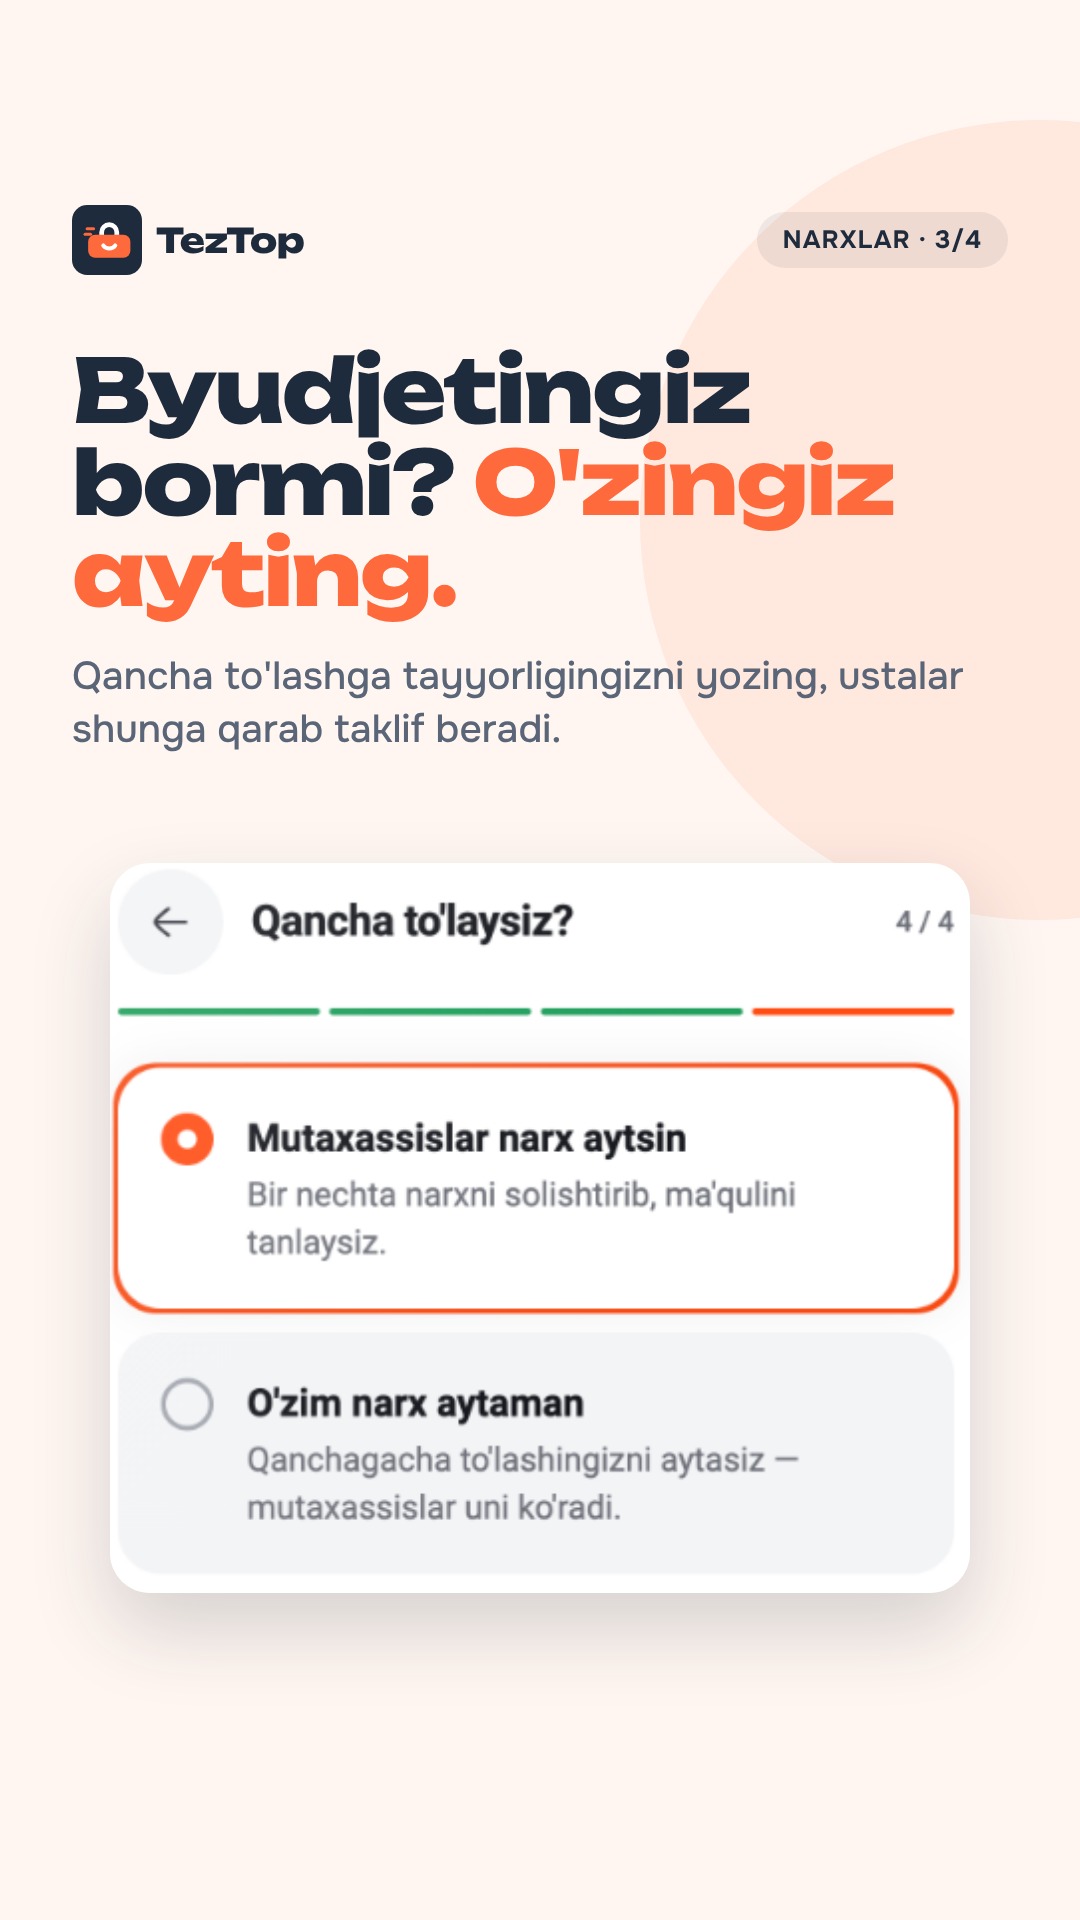 TezTop
NARXLAR · 3/4
Byudjetingiz
bormi? O'zingiz
ayting.
Qancha to'lashga tayyorligingizni yozing, ustalar
shunga qarab taklif beradi.
Qancha to'laysiz?
4 / 4
Mutaxassislar narx aytsin
Bir nechta narxni solishtirib, ma'qulini
tanlaysiz.
O'zim narx aytaman
Qanchagacha to'lashingizni aytasiz —
mutaxassislar uni ko'radi.